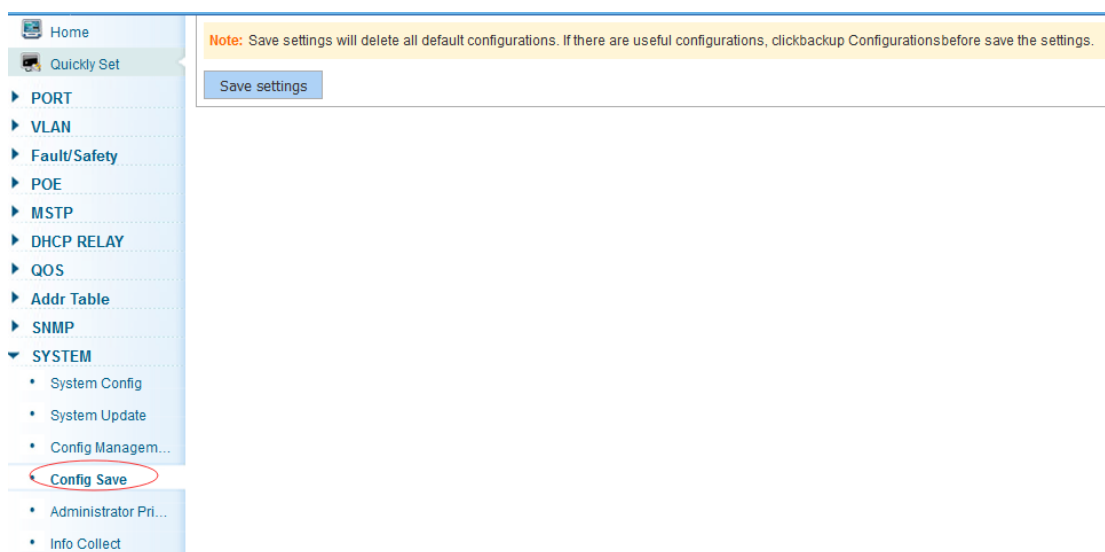 Home
Quickly Set
PORT
VLAN
Fault/Safety
POE
MSTP
DHCP RELAY
QOS
Addr Table
SNMP
SYSTEM
System Config
System Update
Config Managem...
Config Save
Administrator Pri...
Info Collect
Note: Save settings will delete all default configurations. If there are useful configurations, clickbackup Configurationsbefore save the settings.
Save settings